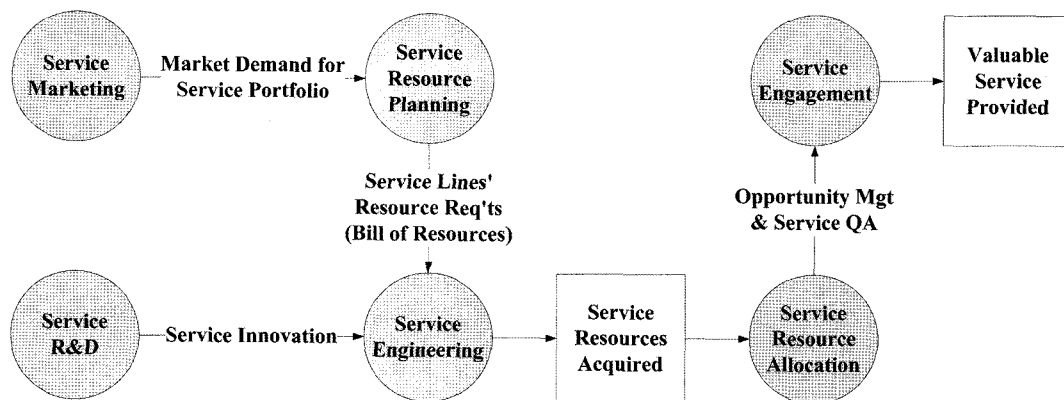 Service
Marketing
Market Demand for
Service Portfolio
Service
Resource
Planning
Service
Engagement
Valuable
Service
Provided
Service Lines'
Resource Req'ts
(Bill of Resources)
Opportunity Mgt
& Service QA
Service
R&D
Service Innovation
Service
Engineering
Service
Resources
Acquired
Service
Resource
Allocation